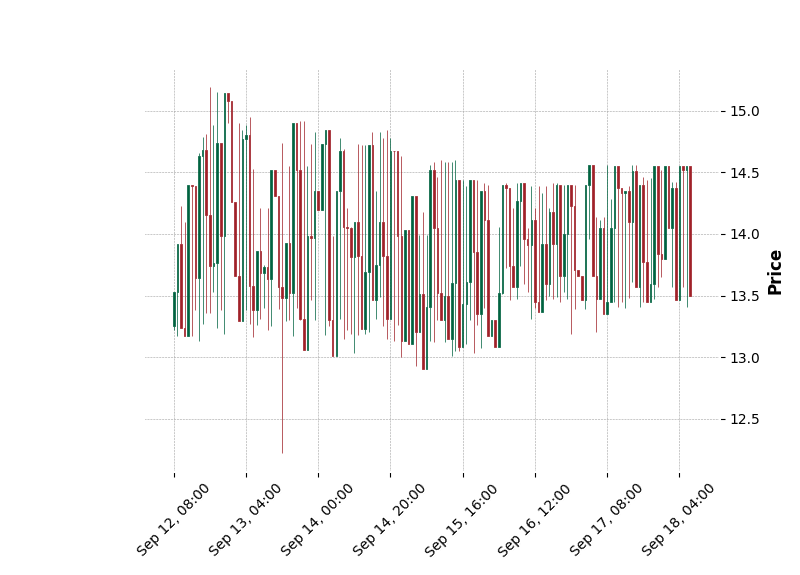 15.0
14.5
14.0
13.5
13.0
12.5
Price
Sep 12, 08:00
Sep 13, 04:00
Sep 14, 00:00
Sep 14, 20:00
Sep 15, 16:00
Sep 16, 12:00
Sep 17, 08:00
Sep 18, 04:00